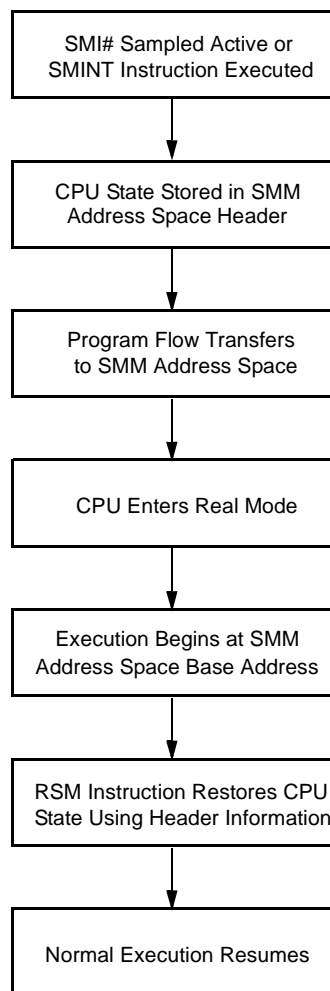 SMI# Sampled Active or
SMINT Instruction Executed
CPU State Stored in SMM
Address Space Header
Program Flow Transfers
to SMM Address Space
CPU Enters Real Mode
Execution Begins at SMM
Address Space Base Address
RSM Instruction Restores CPU
State Using Header Information
Normal Execution Resumes